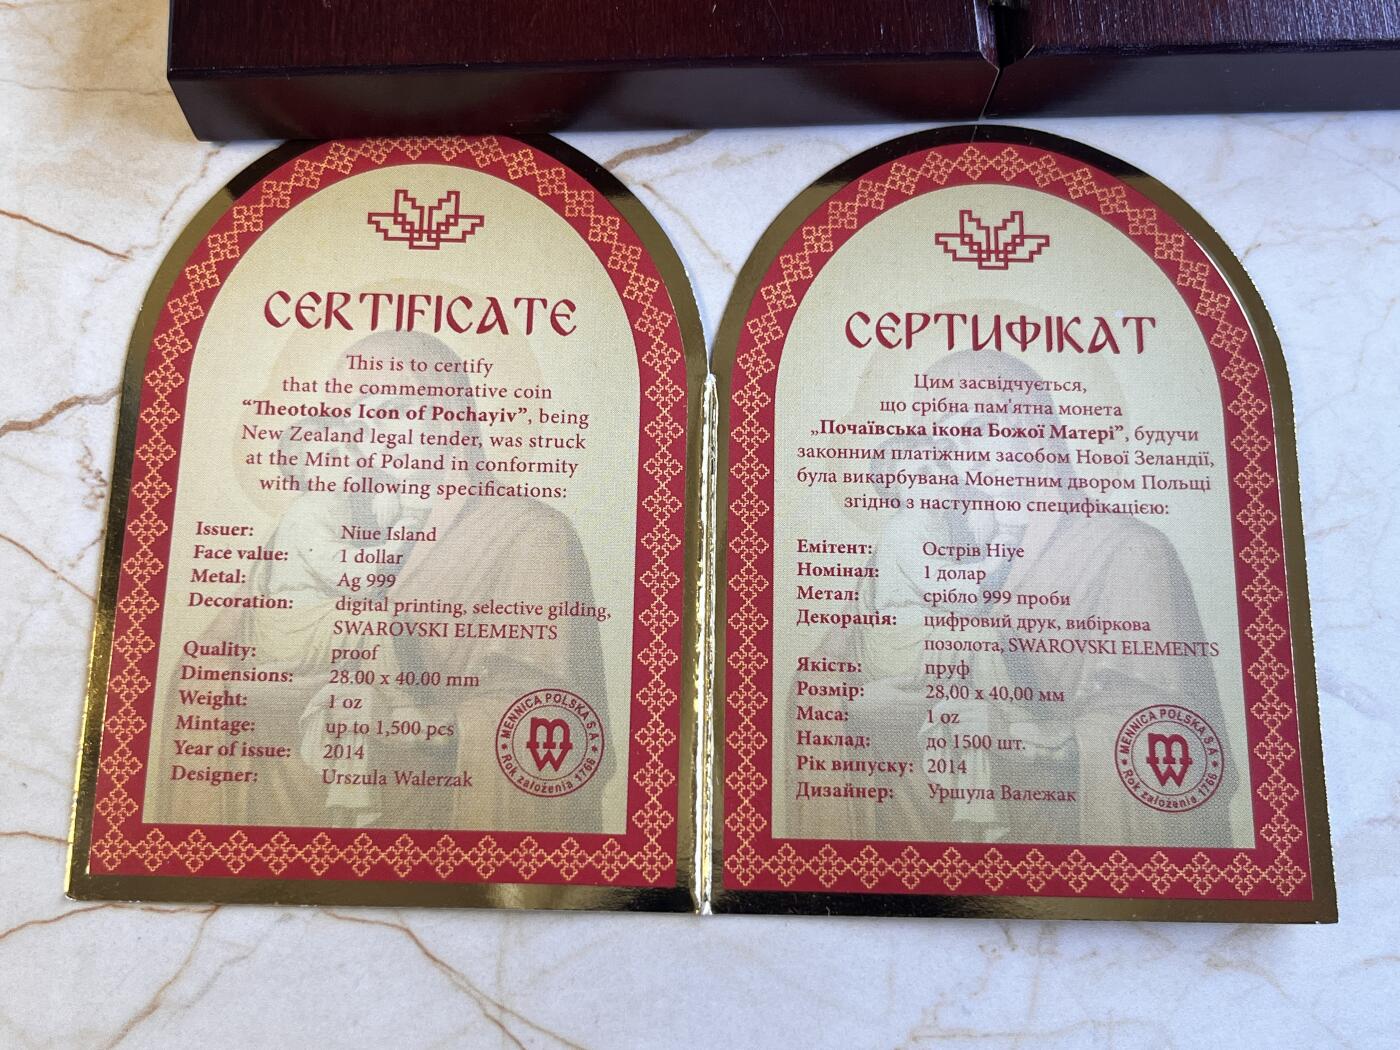 CERTIFICATE
This is to certify
that the commemorative coin
“Theotokos Icon of Pochayiv”, being
New Zealand legal tender, was struck
at the Mint of Poland in conformity
with the following specifications:
Issuer: Niue Island
Face value: 1 dollar
Metal: Ag 999
Decoration: digital printing, selective gilding,
SWAROVSKI ELEMENTS
Quality: proof
Dimensions: 28.00 x 40.00 mm
Weight: 1 oz
Mintage: up to 1,500 pcs
Year of issue: 2014
Designer: Urszula Walerzak
MENNICA POLSKA S.A.
Rok założenia 1766
СЕРТИФІКАТ
Цим засвідчується,
що срібна пам'ятна монета
„Почаївська ікона Божої Матері”, будучи
законним платіжним засобом Нової Зеландії,
була викарбувана Монетним двором Польщі
згідно з наступною специфікацією:
Емітент: Острів Ніуе
Номінал: 1 долар
Метал: срібло 999 проби
Декорація: цифровий друк, вибіркова
позолота, SWAROVSKI ELEMENTS
Якість: пруф
Розмір: 28,00 x 40,00 мм
Маса: 1 oz
Наклад: до 1500 шт.
Рік випуску: 2014
Дизайнер: Уршула Валежак
MENNICA POLSKA S.A.
Rok założenia 1766